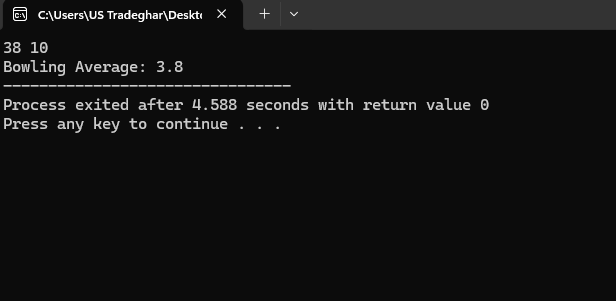 C:\Users\US Tradeghar\Deskt
38 10
Bowling Average: 3.8
--------------------------------
Process exited after 4.588 seconds with return value 0
Press any key to continue . . .